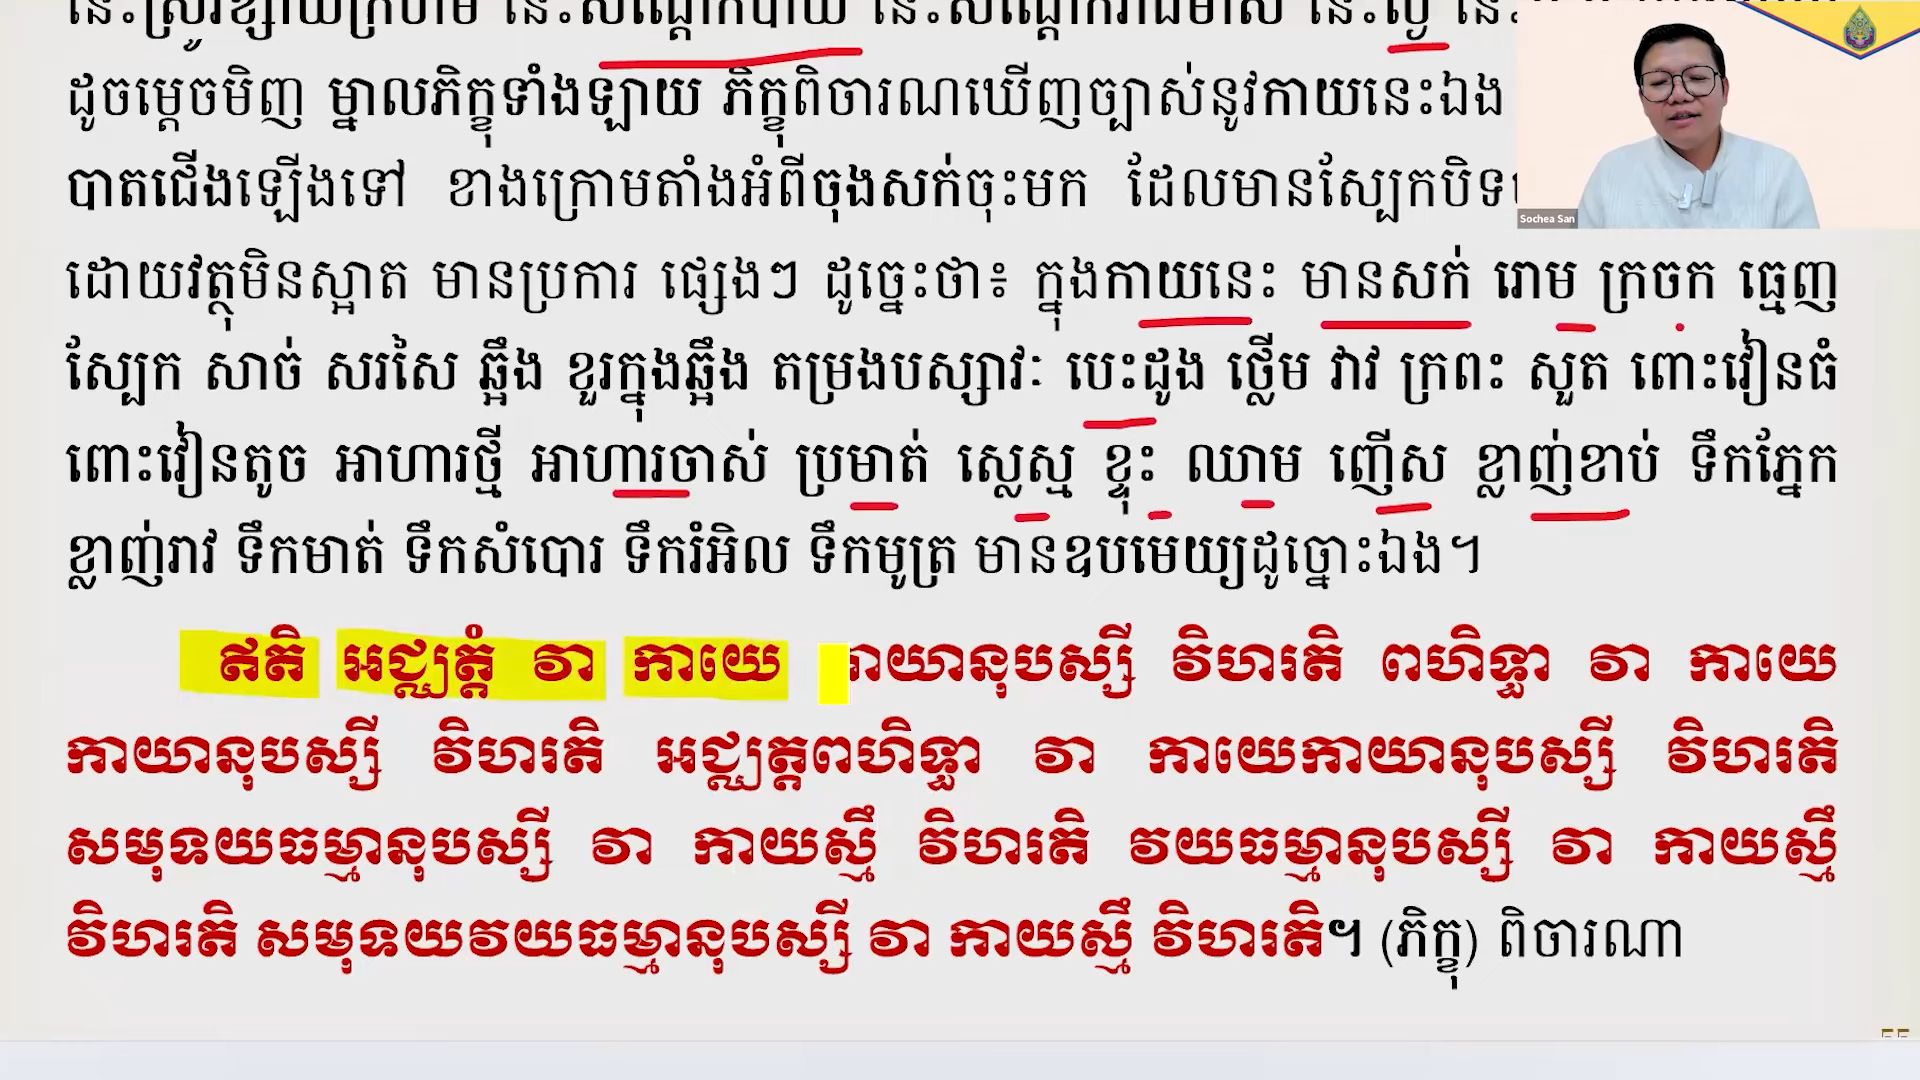 នេះ
ដូចម្តេចមិញ ម្នាលភិក្ខុទាំងឡាយ ភិក្ខុពិចារណឃើញច្បាស់នូវកាយនេះឯង
បាតជើងឡើងទៅ ខាងក្រោមតាំងអំពីចុងសក់ចុះមក ដែលមានស្បែកបិទ
Sochea San
ដោយវត្ថុមិនស្អាត មានប្រការ ផ្សេងៗ ដូច្នេះថា៖ ក្នុងកាយនេះ មានសក់ រោម ក្រចក ធ្មេញ
ស្បែក សាច់ សរសៃ ឆ្អឹង ខួរក្នុងឆ្អឹង តម្រងបស្សាវៈ បេះដូង ថ្លើម វាវ ក្រពះ សួត ពោះវៀនធំ
ពោះវៀនតូច អាហារថ្មី អាហារចាស់ ប្រមាត់ ស្លេស្ម ខ្ទុះ ឈាម ញើស ខ្លាញ់ខាប់ ទឹកភ្នែក
ខ្លាញ់រាវ ទឹកមាត់ ទឹកសំបោរ ទឹករំអិល ទឹកមូត្រ មានឧបមេយ្យដូច្នោះឯង។
ឥតិ អជ្ឈត្តំ វា កាយេ កាយានុបស្សី វិហរតិ ពហិទ្ធា វា កាយេ
កាយានុបស្សី វិហរតិ អជ្ឈត្តពហិទ្ធា វា កាយេកាយានុបស្សី វិហរតិ
សមុទយធម្មានុបស្សី វា កាយស្មឹ វិហរតិ វយធម្មានុបស្សី វា កាយស្មឹ
វិហរតិ សមុទយវយធម្មានុបស្សី វា កាយស្មឹ វិហរតិ។ (ភិក្ខុ) ពិចារណា